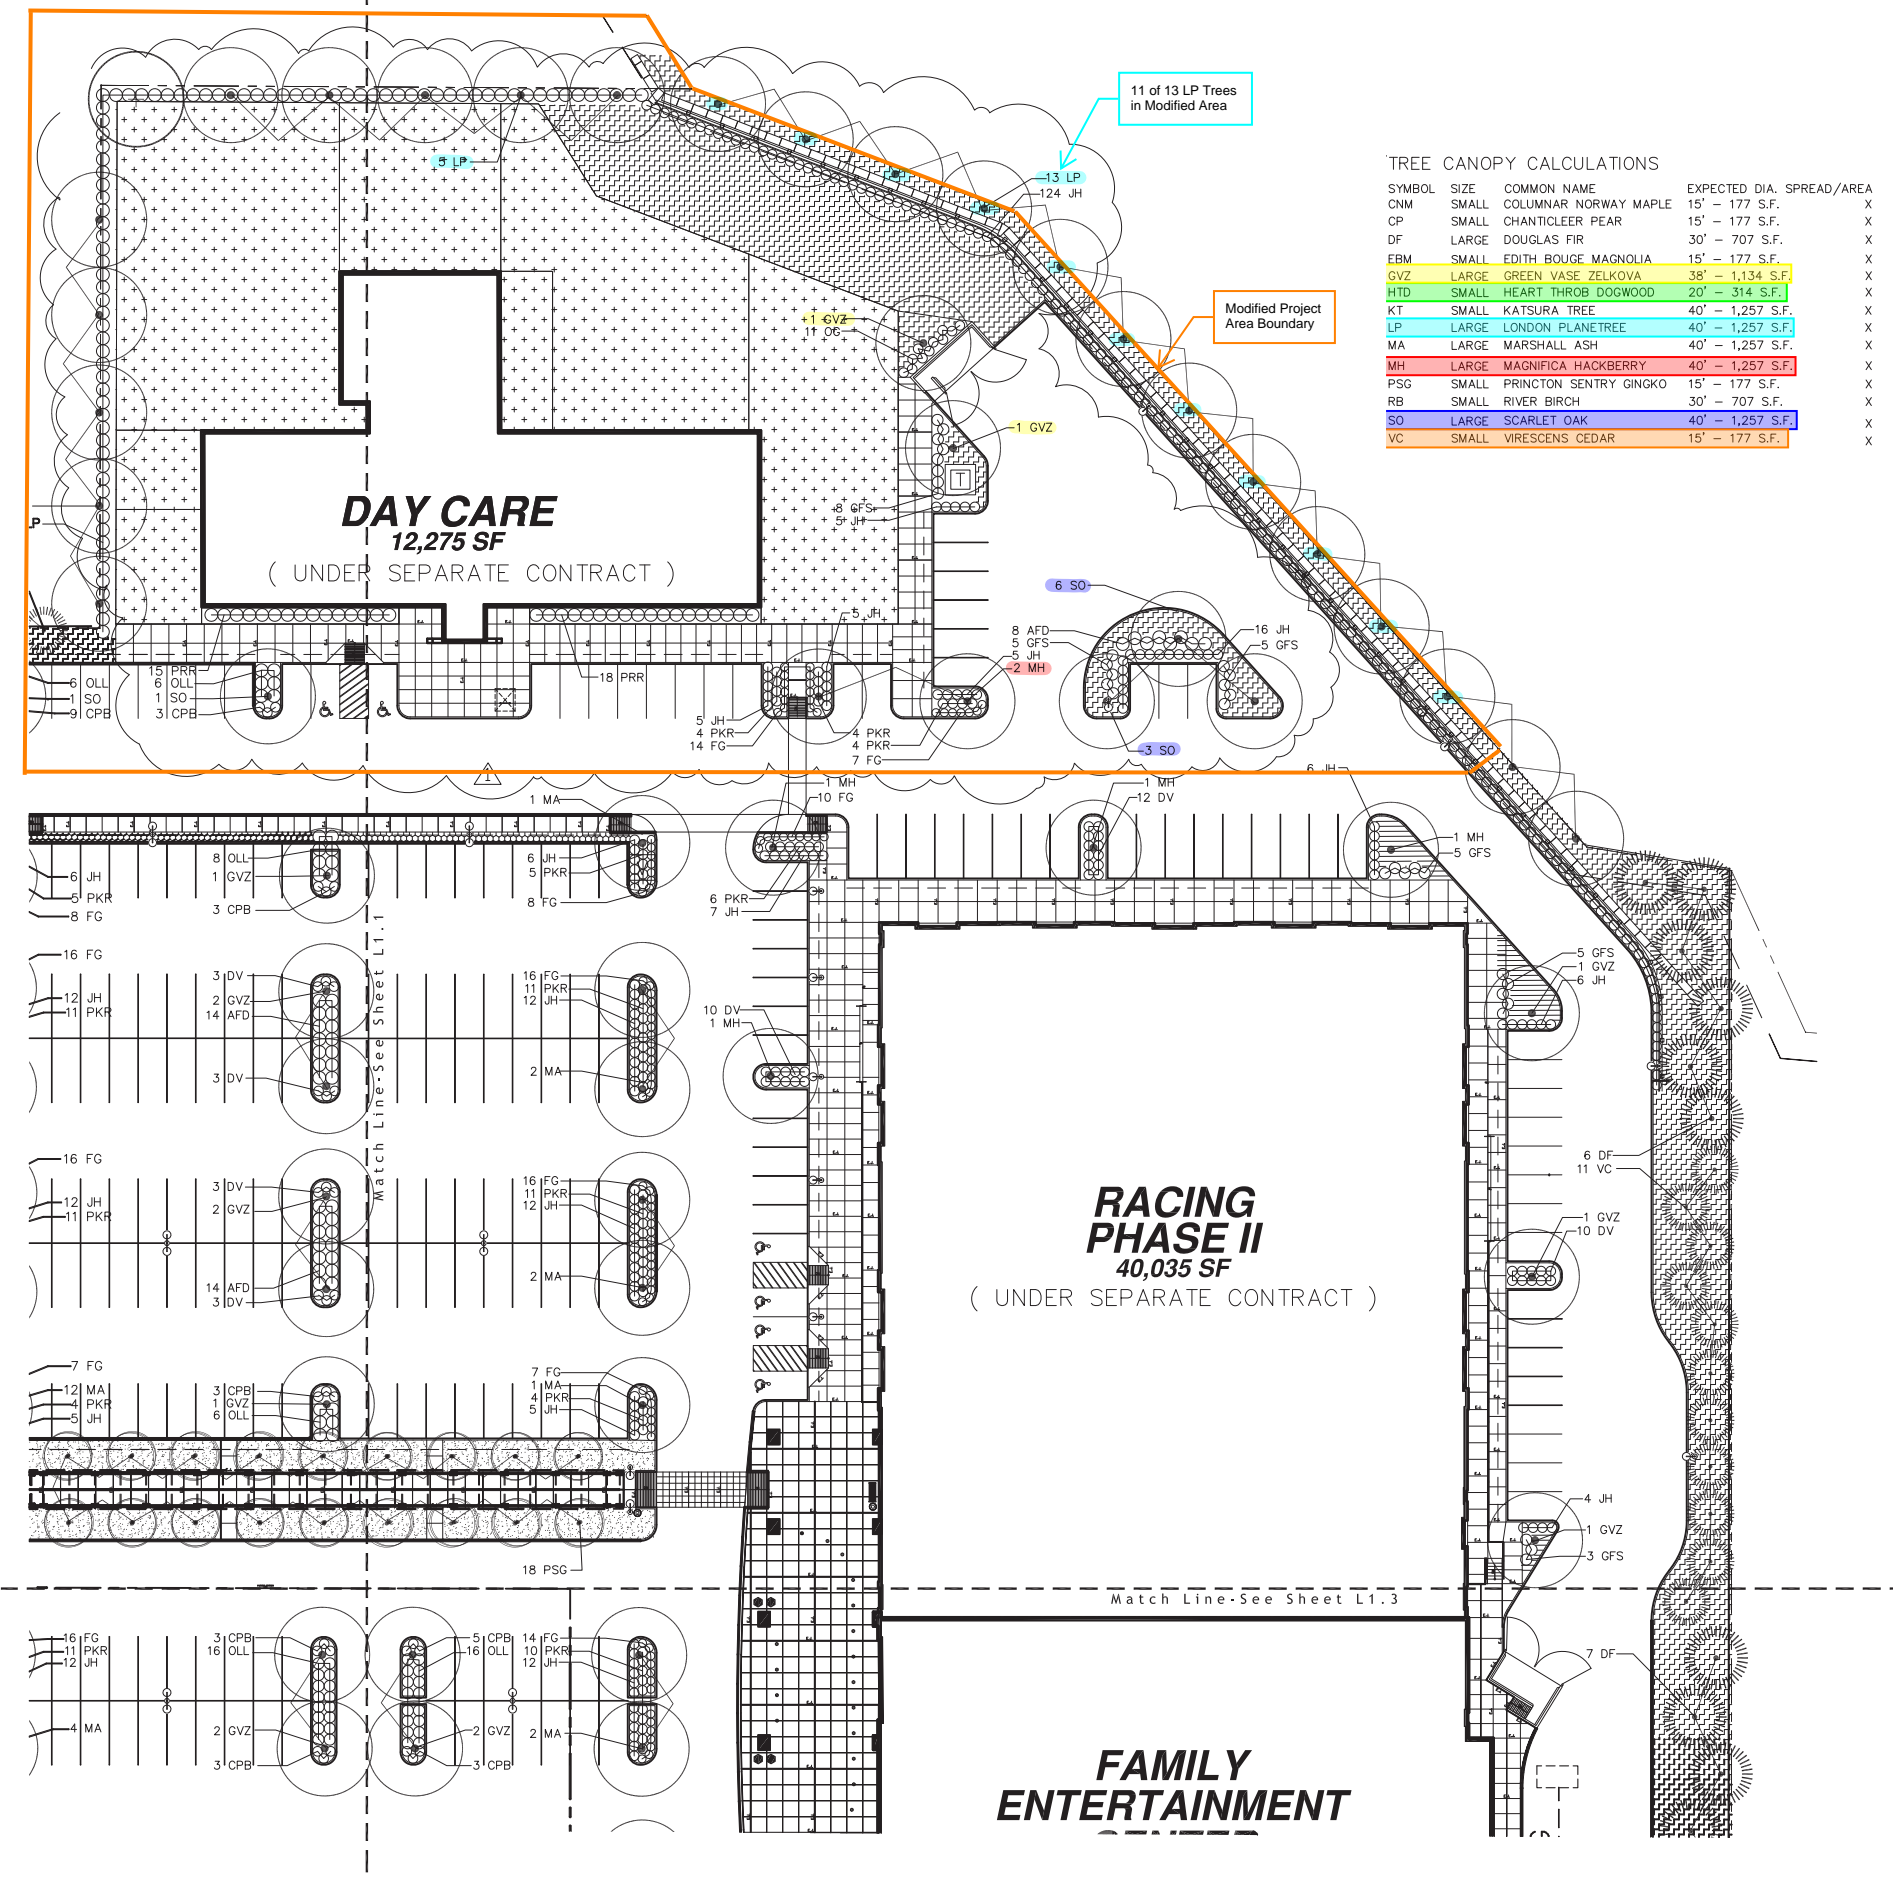 11 of 13 LP Trees
in Modified Area
5 LP
13 LP
124 JH
TREE CANOPY CALCULATIONS
SYMBOL SIZE COMMON NAME EXPECTED DIA. SPREAD/AREA
CNM SMALL COLUMNAR NORWAY MAPLE 15' – 177 S.F. X
CP SMALL CHANTICLEER PEAR 15' – 177 S.F. X
DF LARGE DOUGLAS FIR 30' – 707 S.F. X
EBM SMALL EDITH BOUGE MAGNOLIA 15' – 177 S.F. X
GVZ LARGE GREEN VASE ZELKOVA 38' – 1,134 S.F. X
HTD SMALL HEART THROB DOGWOOD 20' – 314 S.F. X
KT SMALL KATSURA TREE 40' – 1,257 S.F. X
LP LARGE LONDON PLANETREE 40' – 1,257 S.F. X
MA LARGE MARSHALL ASH 40' – 1,257 S.F. X
MH LARGE MAGNIFICA HACKBERRY 40' – 1,257 S.F. X
PSG SMALL PRINCTON SENTRY GINGKO 15' – 177 S.F. X
RB SMALL RIVER BIRCH 30' – 707 S.F. X
SO LARGE SCARLET OAK 40' – 1,257 S.F. X
VC SMALL VIRESCENS CEDAR 15' – 177 S.F. X
Modified Project
Area Boundary
1 GVZ
11 OG
1 GVZ
T
8 GFS
5 JH
DAY CARE
12,275 SF
( UNDER SEPARATE CONTRACT )
6 SO
5 JH
8 AFD
5 GFS
5 JH
2 MH
16 JH
5 GFS
15 PRR
6 OLL
1 SO
3 CPB
18 PRR
6 OLL
1 SO
9 CPB
5 JH
4 PKR
14 FG
4 PKR
4 PKR
7 FG
3 SO
1
6 JH
1 MA
1 MH
10 FG
1 MH
12 DV
1 MH
5 GFS
8 OLL
1 GVZ
3 CPB
6 JH
5 PKR
8 FG
6 JH
5 PKR
8 FG
6 PKR
7 JH
Match Line-See Sheet L1.1
16 FG
12 JH
11 PKR
3 DV
2 GVZ
14 AFD
3 DV
16 FG
11 PKR
12 JH
2 MA
10 DV
1 MH
5 GFS
1 GVZ
6 JH
16 FG
12 JH
11 PKR
3 DV
2 GVZ
14 AFD
3 DV
16 FG
11 PKR
12 JH
2 MA
RACING
PHASE II
40,035 SF
( UNDER SEPARATE CONTRACT )
6 DF
11 VC
1 GVZ
10 DV
7 FG
12 MA
4 PKR
5 JH
3 CPB
1 GVZ
6 OLL
7 FG
1 MA
4 PKR
5 JH
18 PSG
4 JH
1 GVZ
3 GFS
Match Line-See Sheet L1.3
16 FG
11 PKR
12 JH
4 MA
3 CPB
16 OLL
2 GVZ
3 CPB
5 CPB
16 OLL
2 GVZ
3 CPB
14 FG
10 PKR
12 JH
2 MA
7 DF
FAMILY
ENTERTAINMENT